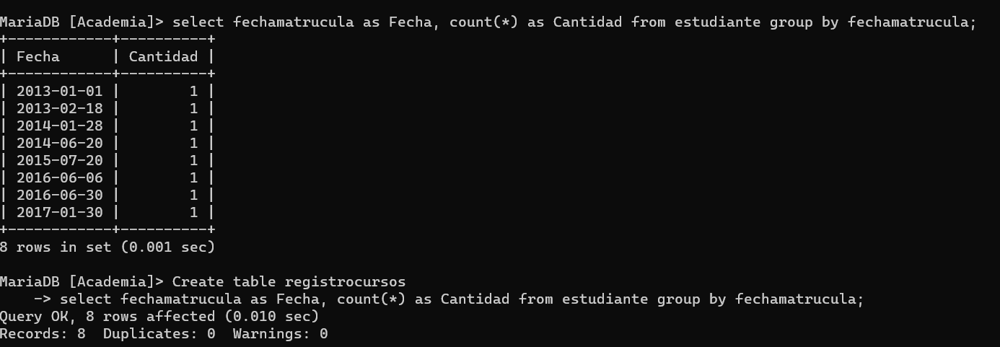 MariaDB [Academia]> select fechamatrucula as Fecha, count(*) as Cantidad from estudiante group by fechamatrucula;
+------------+----------+
| Fecha      | Cantidad |
+------------+----------+
| 2013-01-01 |        1 |
| 2013-02-18 |        1 |
| 2014-01-28 |        1 |
| 2014-06-20 |        1 |
| 2015-07-20 |        1 |
| 2016-06-06 |        1 |
| 2016-06-30 |        1 |
| 2017-01-30 |        1 |
+------------+----------+
8 rows in set (0.001 sec)
MariaDB [Academia]> Create table registrocursos
    -> select fechamatrucula as Fecha, count(*) as Cantidad from estudiante group by fechamatrucula;
Query OK, 8 rows affected (0.010 sec)
Records: 8  Duplicates: 0  Warnings: 0